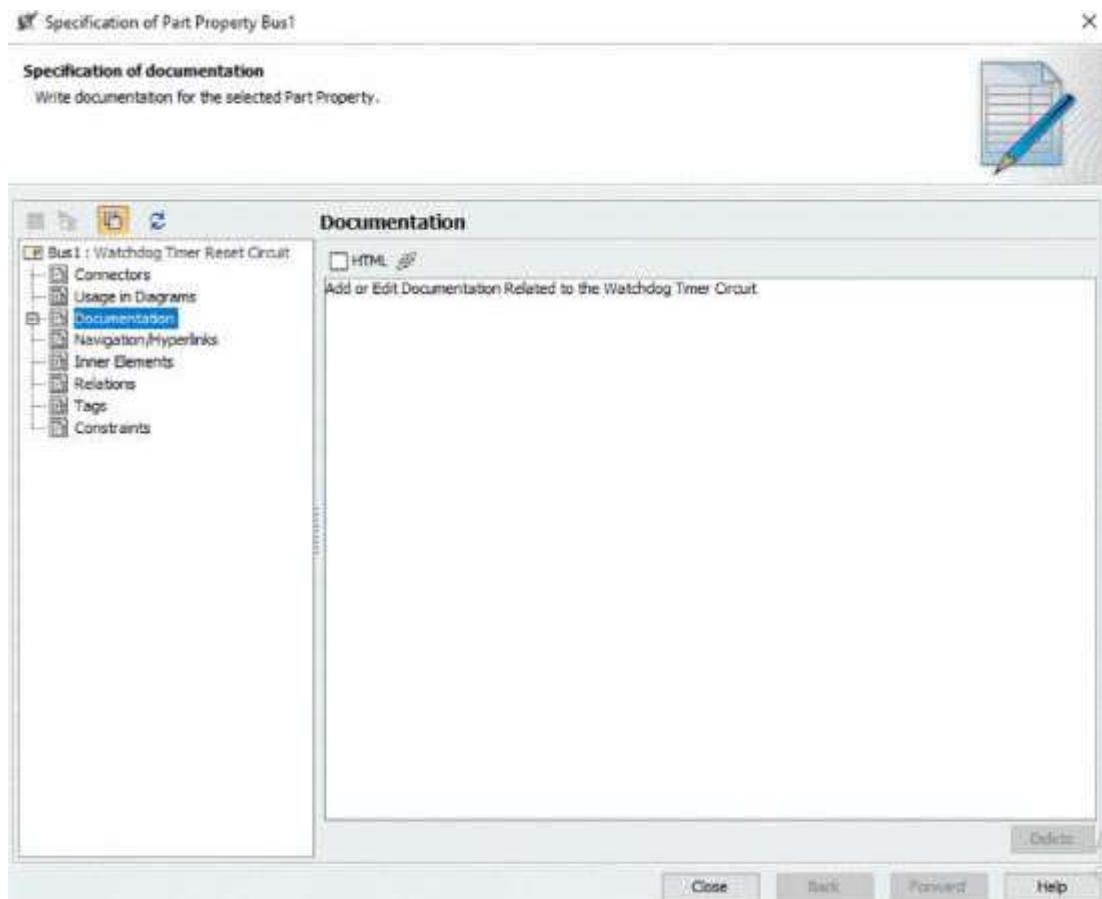 Specification of Part Property Bus1
Specification of documentation
Write documentation for the selected Part Property.
Documentation
Bus1 : Watchdog Timer Reset Circuit
Connectors
Usage in Diagrams
Documentation
Navigation/Hyperlinks
Inner Elements
Relations
Tags
Constraints
HTML
Add or Edit Documentation Related to the Watchdog Timer Circuit
Delete
Close Back Forward Help